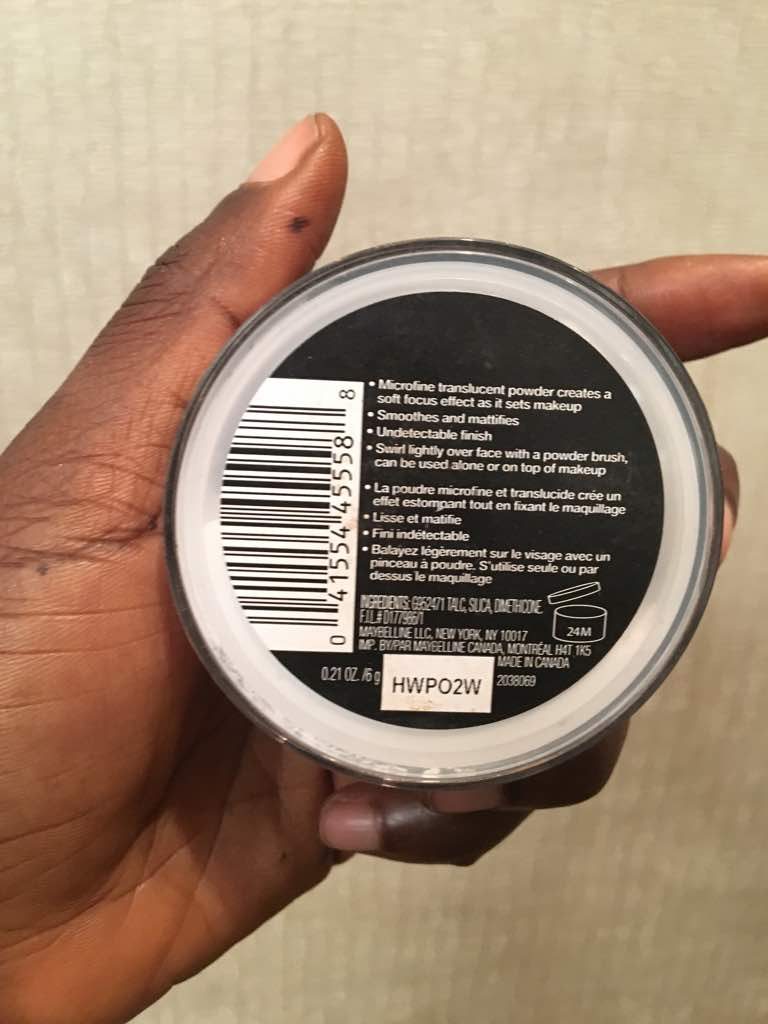 • Microfine translucent powder creates a
soft focus effect as it sets makeup
• Smoothes and mattifies
• Undetectable finish
• Swirl lightly over face with a powder brush,
can be used alone or on top of makeup
• La poudre microfine et translucide crée un
effet estompant tout en fixant le maquillage
• Lisse et matifie
• Fini indétectable
• Balayez légèrement sur le visage avec un
pinceau à poudre. S'utilise seule ou par
dessus le maquillage
INGREDIENTS: G952471 TALC, SILICA, DIMETHICONE.
F.I.L.# D177986/1
MAYBELLINE LLC, NEW YORK, NY 10017
IMP. BY/PAR MAYBELLINE CANADA, MONTRÉAL H4T 1K5
MADE IN CANADA
24M
0.21 OZ. /6 g
HWPO2W
2038069
0 41554 45558 8